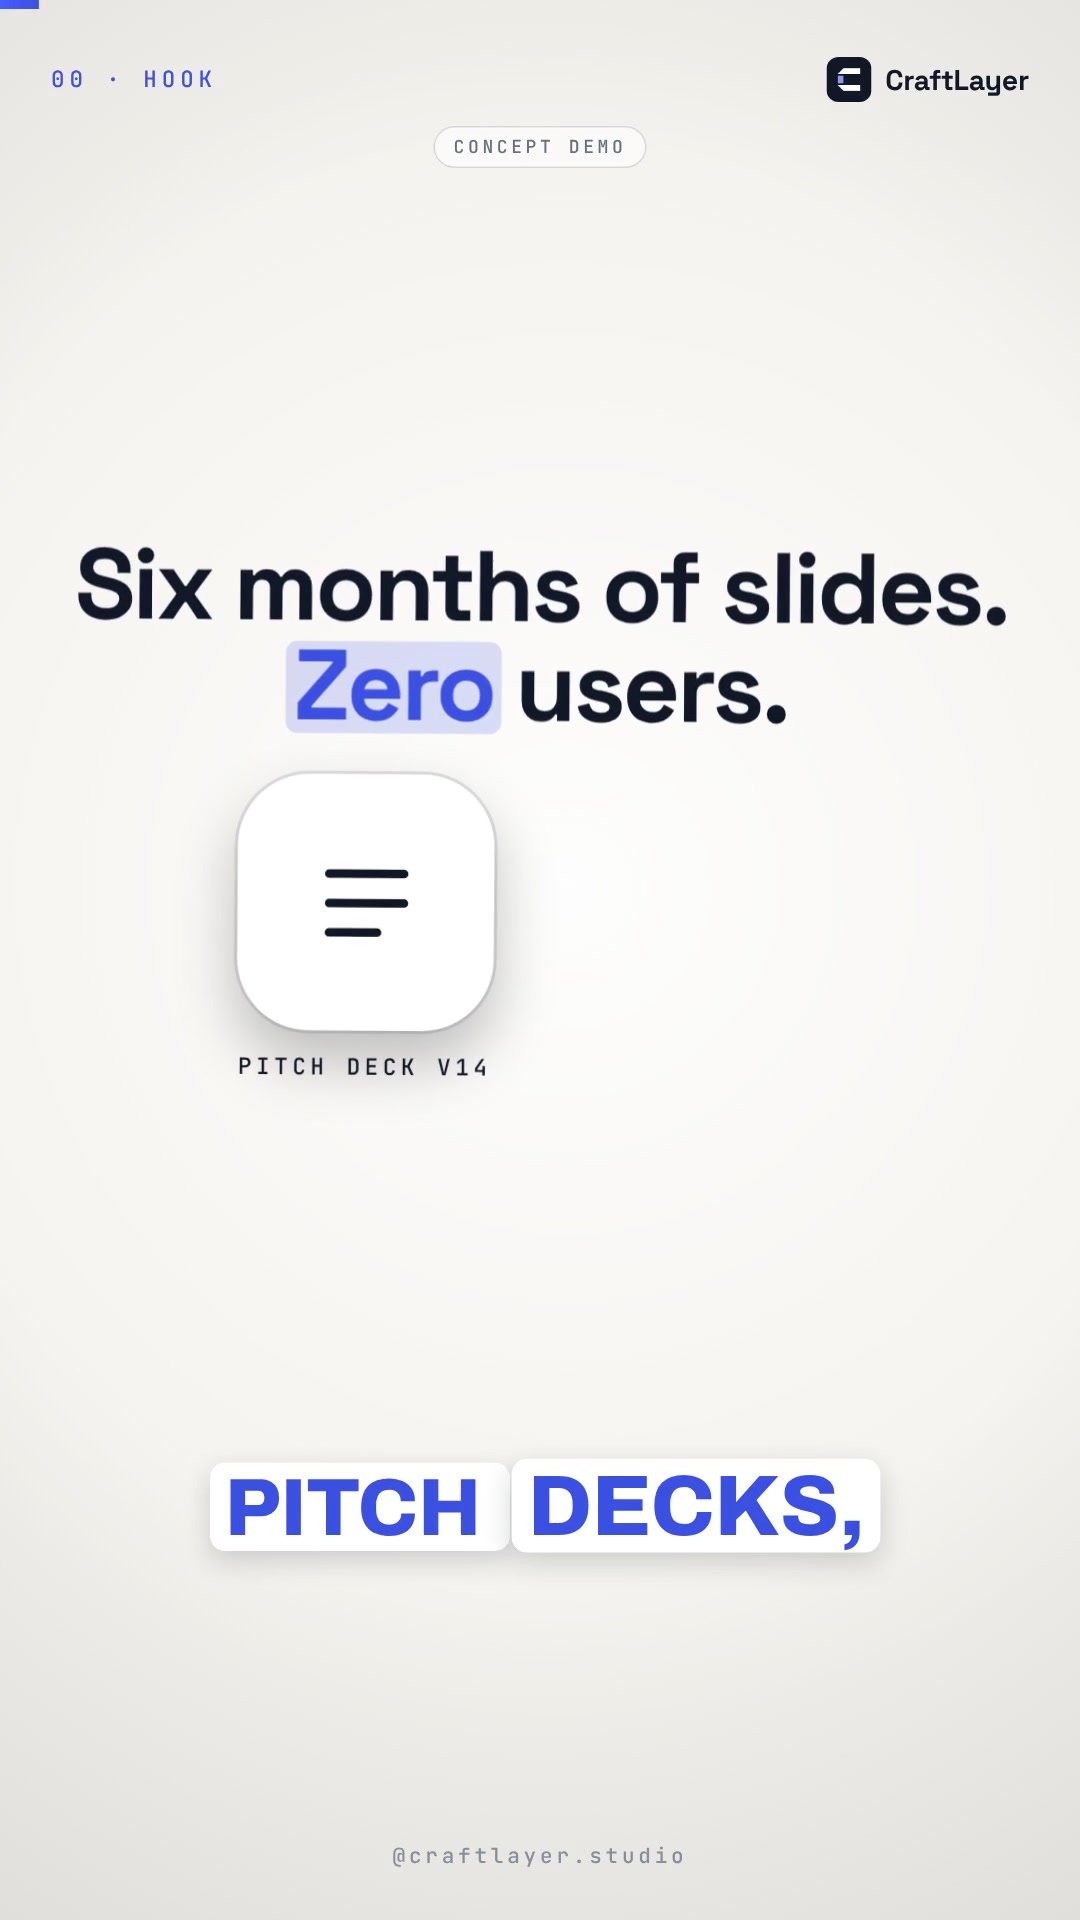 00 · HOOK
CraftLayer
CONCEPT DEMO
Six months of slides.
Zero users.
PITCH DECK V14
PITCH DECKS,
@craftlayer.studio